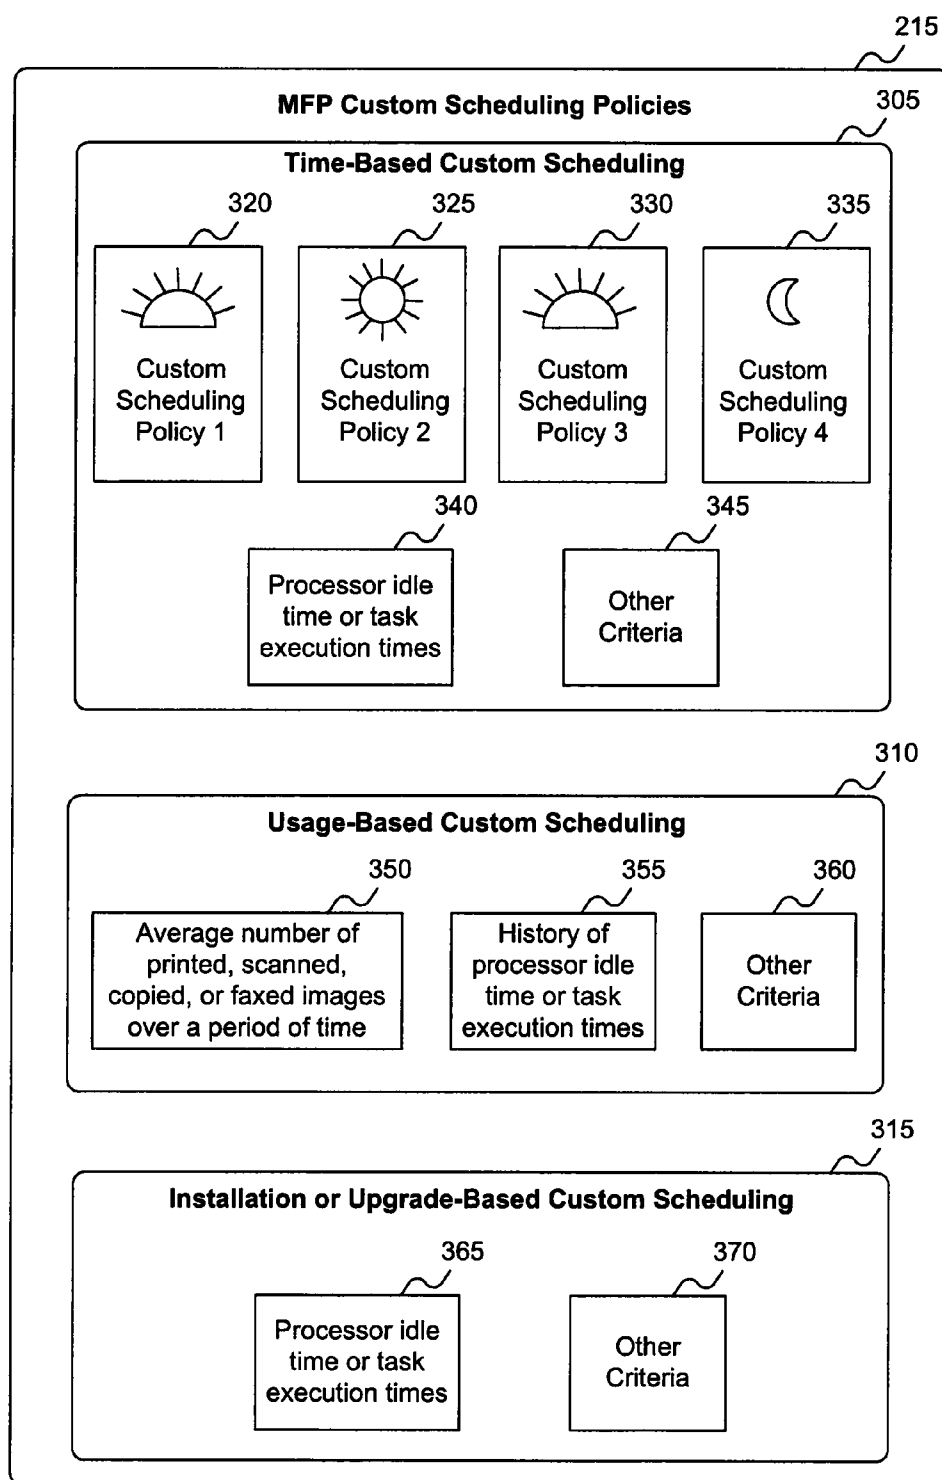 215
MFP Custom Scheduling Policies
305
Time-Based Custom Scheduling
320
325
330
335
Custom
Scheduling
Policy 1
Custom
Scheduling
Policy 2
Custom
Scheduling
Policy 3
Custom
Scheduling
Policy 4
340
345
Processor idle
time or task
execution times
Other
Criteria
310
Usage-Based Custom Scheduling
350
355
360
Average number of
printed, scanned,
copied, or faxed images
over a period of time
History of
processor idle
time or task
execution times
Other
Criteria
315
Installation or Upgrade-Based Custom Scheduling
365
370
Processor idle
time or task
execution times
Other
Criteria